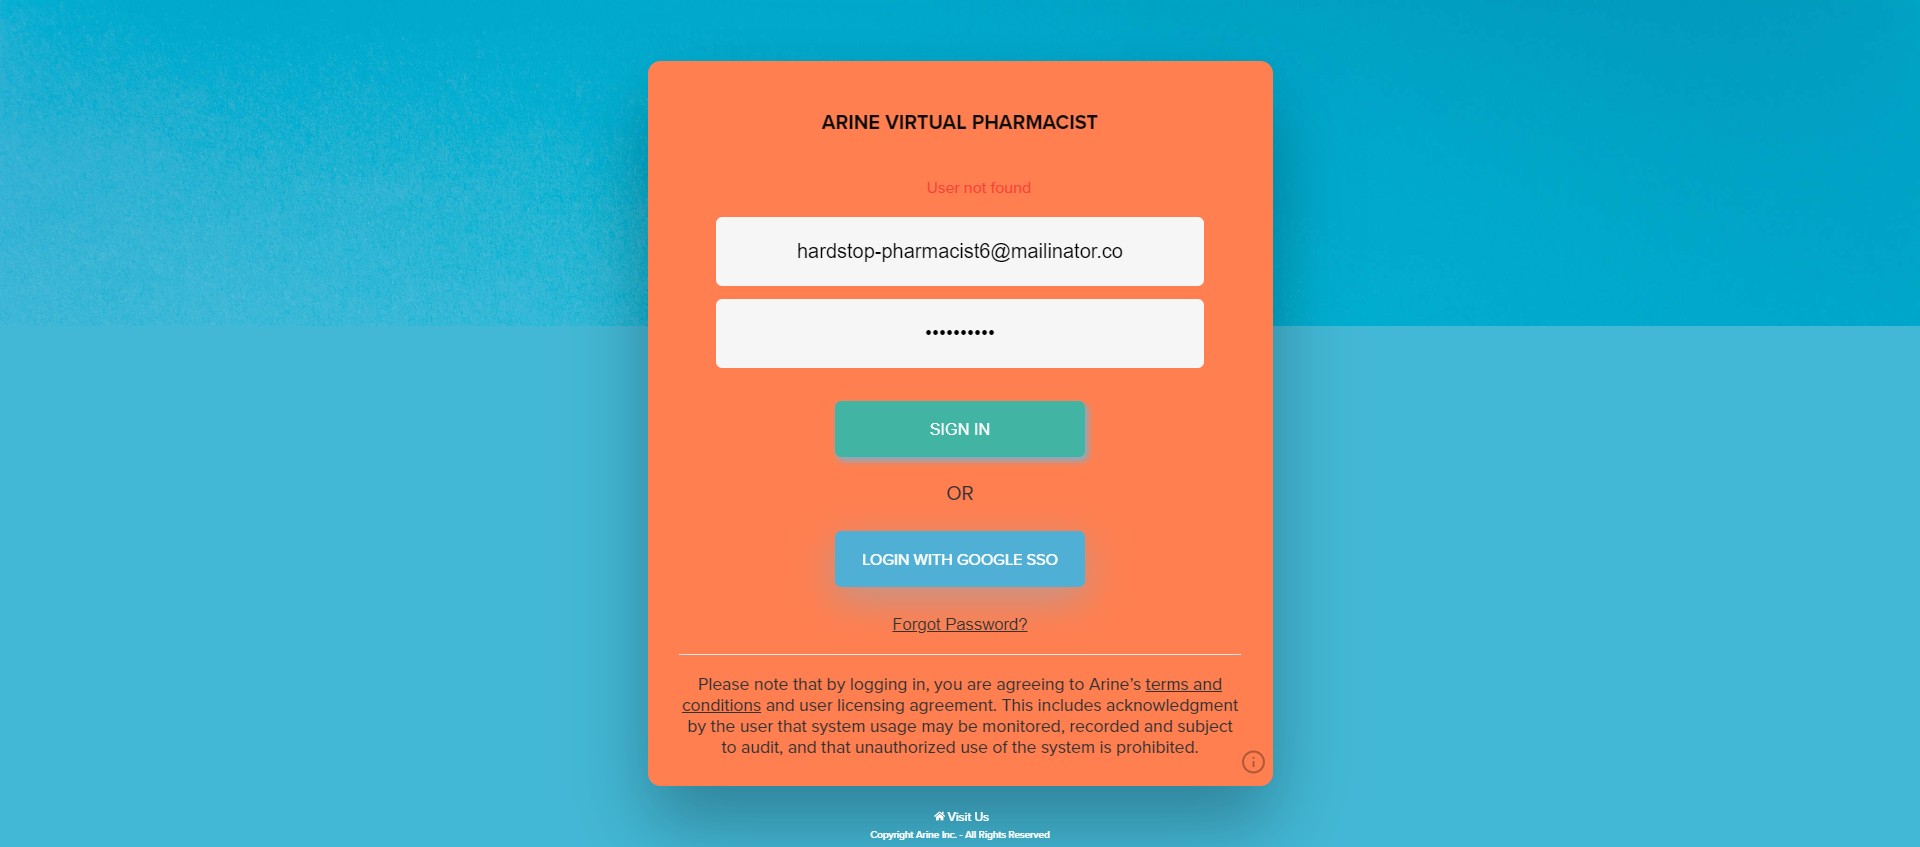 ARINE VIRTUAL PHARMACIST
User not found
hardstop-pharmacist6@mailinator.co
••••••••••
SIGN IN
OR
LOGIN WITH GOOGLE SSO
Forgot Password?
Please note that by logging in, you are agreeing to Arine’s terms and
conditions and user licensing agreement. This includes acknowledgment
by the user that system usage may be monitored, recorded and subject
to audit, and that unauthorized use of the system is prohibited.
Visit Us
Copyright Arine Inc. - All Rights Reserved